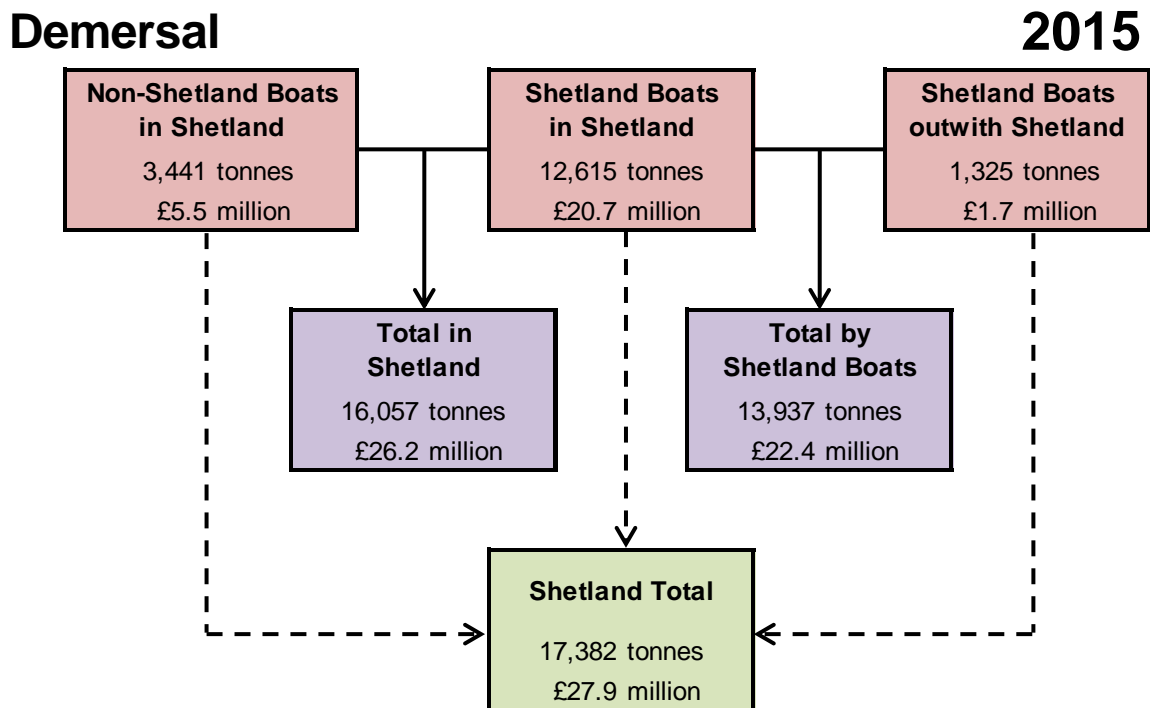 Demersal
2015
Non-Shetland Boats
in Shetland
3,441 tonnes
£5.5 million
Shetland Boats
in Shetland
12,615 tonnes
£20.7 million
Shetland Boats
outwith Shetland
1,325 tonnes
£1.7 million
Total in
Shetland
16,057 tonnes
£26.2 million
Total by
Shetland Boats
13,937 tonnes
£22.4 million
Shetland Total
17,382 tonnes
£27.9 million